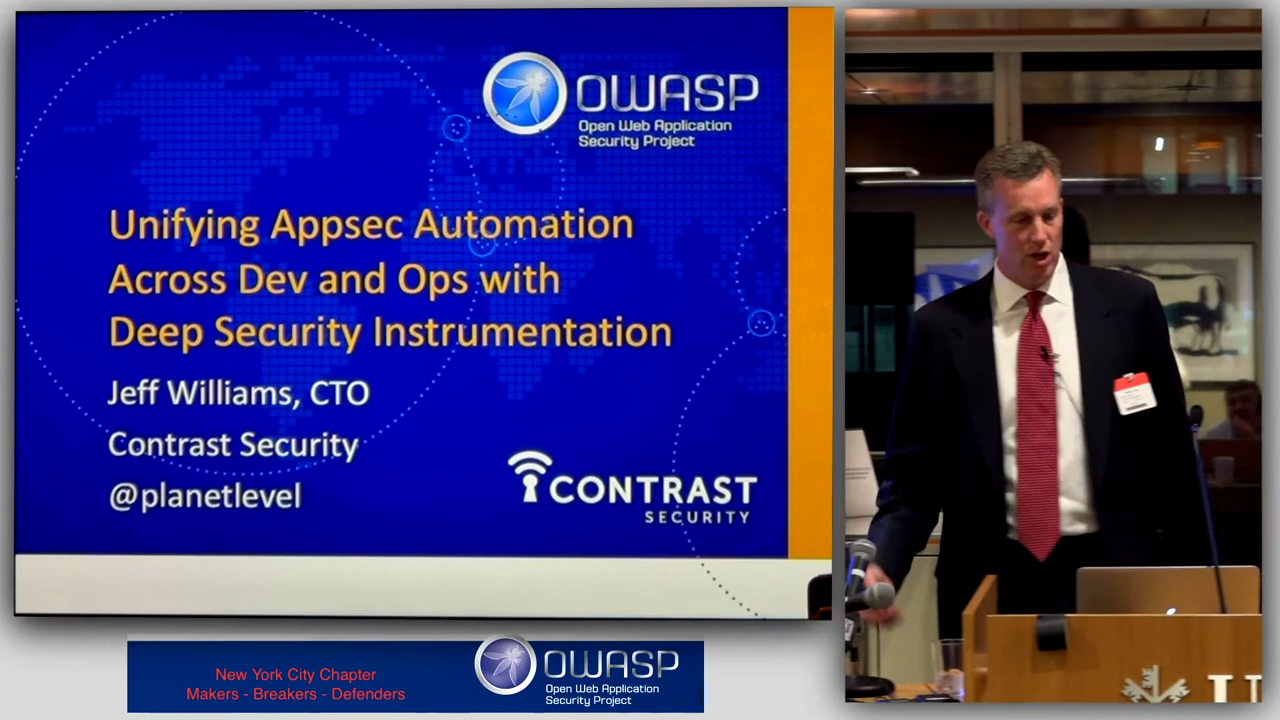 OWASP
Open Web Application
Security Project
Unifying Appsec Automation
Across Dev and Ops with
Deep Security Instrumentation
Jeff Williams, CTO
Contrast Security
@planetlevel
CONTRAST
SECURITY
New York City Chapter
Makers - Breakers - Defenders
OWASP
Open Web Application
Security Project